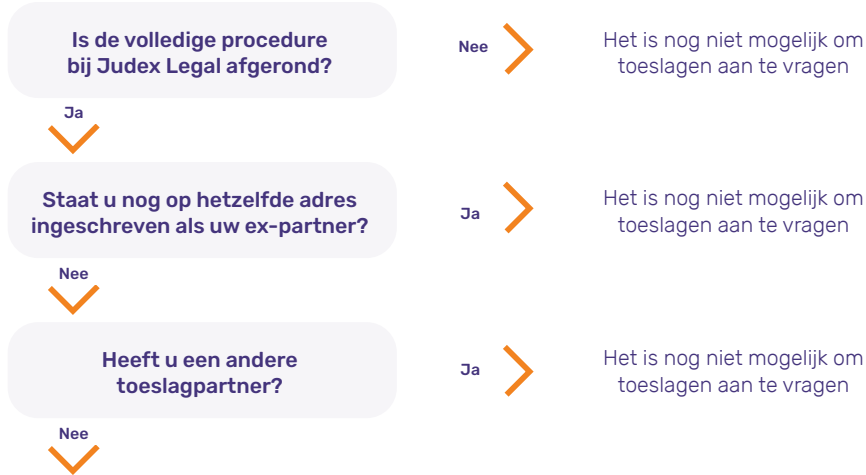 Is de volledige procedure
bij Judex Legal afgerond?
Nee
Het is nog niet mogelijk om
toeslagen aan te vragen
Ja
Staat u nog op hetzelfde adres
ingeschreven als uw ex-partner?
Ja
Het is nog niet mogelijk om
toeslagen aan te vragen
Nee
Heeft u een andere
toeslagpartner?
Ja
Het is nog niet mogelijk om
toeslagen aan te vragen
Nee